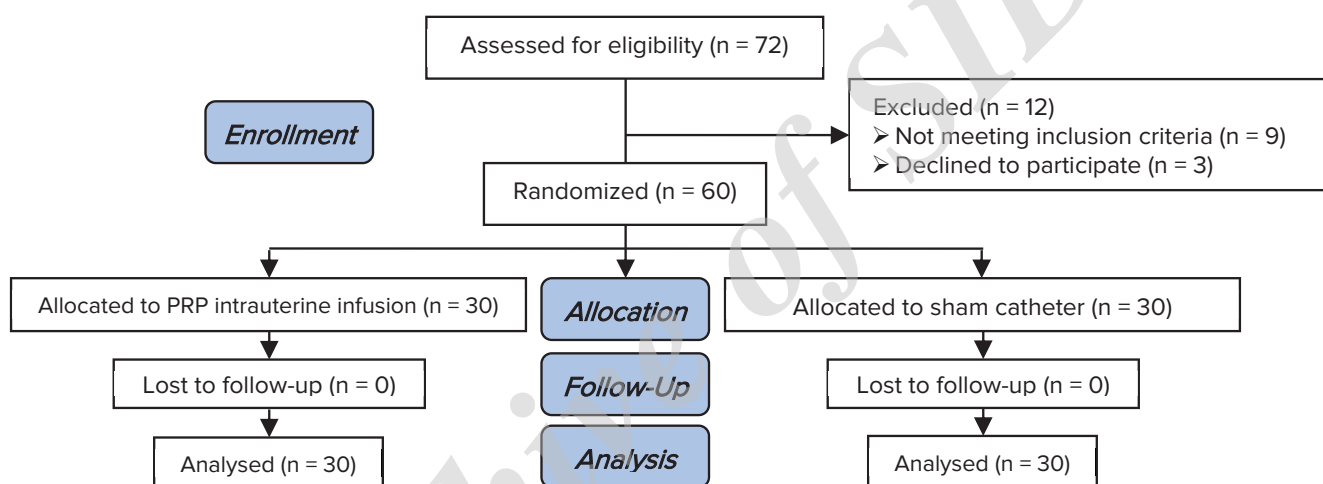 Assessed for eligibility (n = 72)
Enrollment
Excluded (n = 12)
➢ Not meeting inclusion criteria (n = 9)
➢ Declined to participate (n = 3)
Randomized (n = 60)
Allocated to PRP intrauterine infusion (n = 30)
Allocation
Allocated to sham catheter (n = 30)
Lost to follow-up (n = 0)
Follow-Up
Lost to follow-up (n = 0)
Analysed (n = 30)
Analysis
Analysed (n = 30)
of